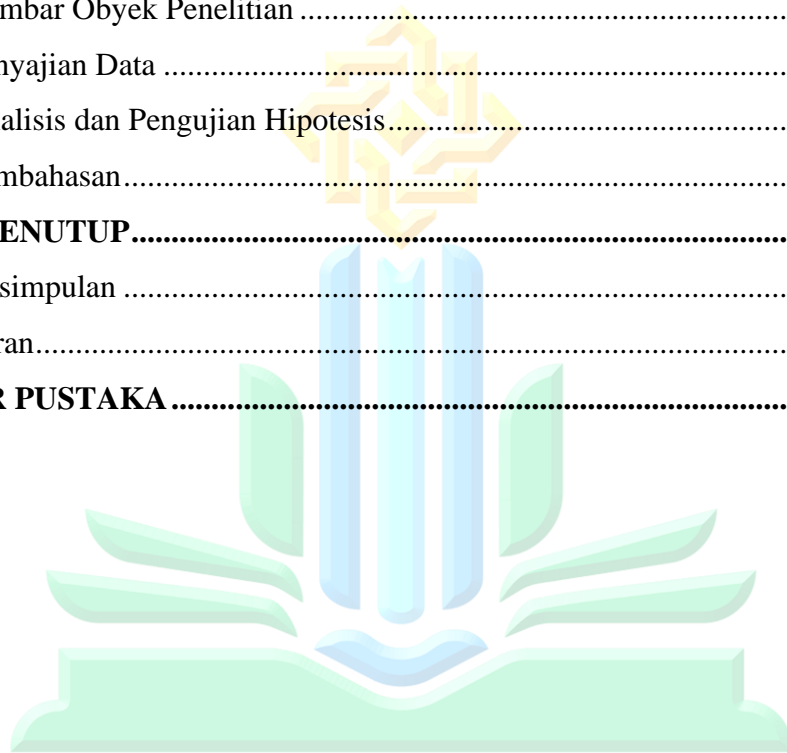 mbar Obyek Penelitian ..............................................................
nyajian Data ...............................................................................
alisis dan Pengujian Hipotesis...................................................
mbahasan....................................................................................
ENUTUP...................................................................................
simpulan ....................................................................................
ran...............................................................................................
R PUSTAKA ..............................................................................